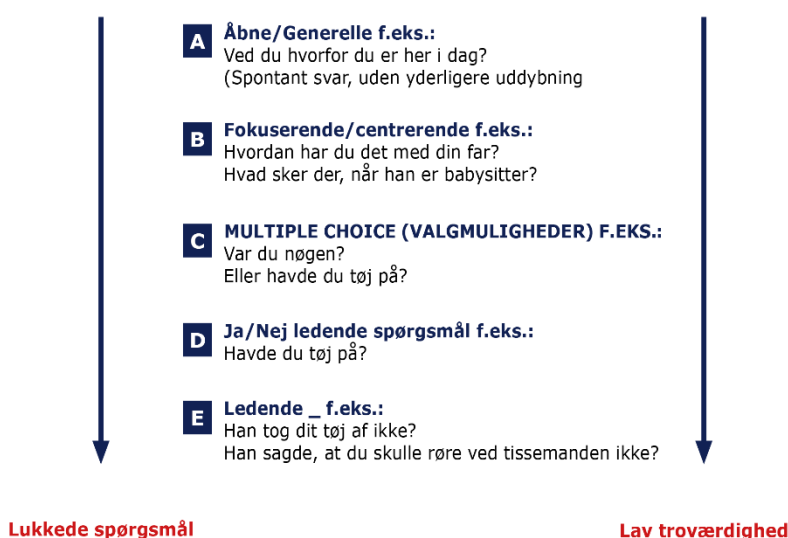 A Åbne/Generelle f.eks.:
Ved du hvorfor du er her i dag?
(Spontant svar, uden yderligere uddybning
B Fokuserende/centrerende f.eks.:
Hvordan har du det med din far?
Hvad sker der, når han er babysitter?
C MULTIPLE CHOICE (VALGMULIGHEDER) F.EKS.:
Var du nøgen?
Eller havde du tøj på?
D Ja/Nej ledende spørgsmål f.eks.:
Havde du tøj på?
E Ledende _ f.eks.:
Han tog dit tøj af ikke?
Han sagde, at du skulle røre ved tissemanden ikke?
Lukkede spørgsmål
Lav troværdighed